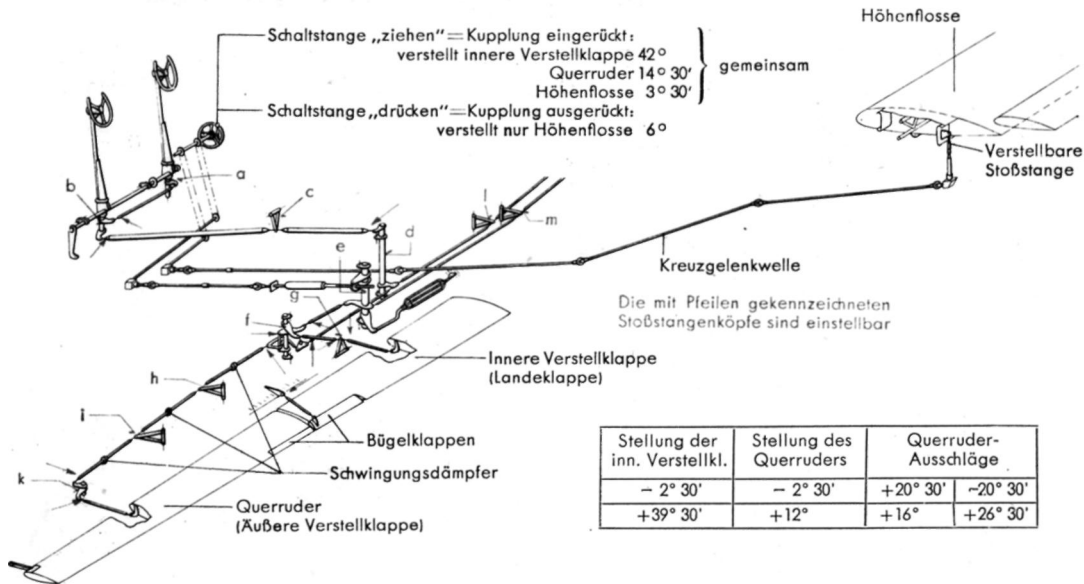 Höhenflosse
Schaltstange „ziehen“=Kupplung eingerückt:
verstellt innere Verstellklappe 42°
Querruder 14° 30'
Höhenflosse 3° 30'
gemeinsam
Schaltstange „drücken“=Kupplung ausgerückt:
verstellt nur Höhenflosse 6°
Verstellbare
Stoßstange
a
b
c
l
m
d
e
Kreuzgelenkwelle
g
f
Die mit Pfeilen gekennzeichneten
Stoßstangenköpfe sind einstellbar
Innere Verstellklappe
(Landeklappe)
h
i
Bügelklappen
Schwingungsdämpfer
k
Querruder
(Äußere Verstellklappe)
Stellung der inn. Verstellkl. | Stellung des Querruders | Querruder-Ausschläge
− 2° 30' | − 2° 30' | +20° 30' | −20° 30'
+39° 30' | +12° | +16° | +26° 30'